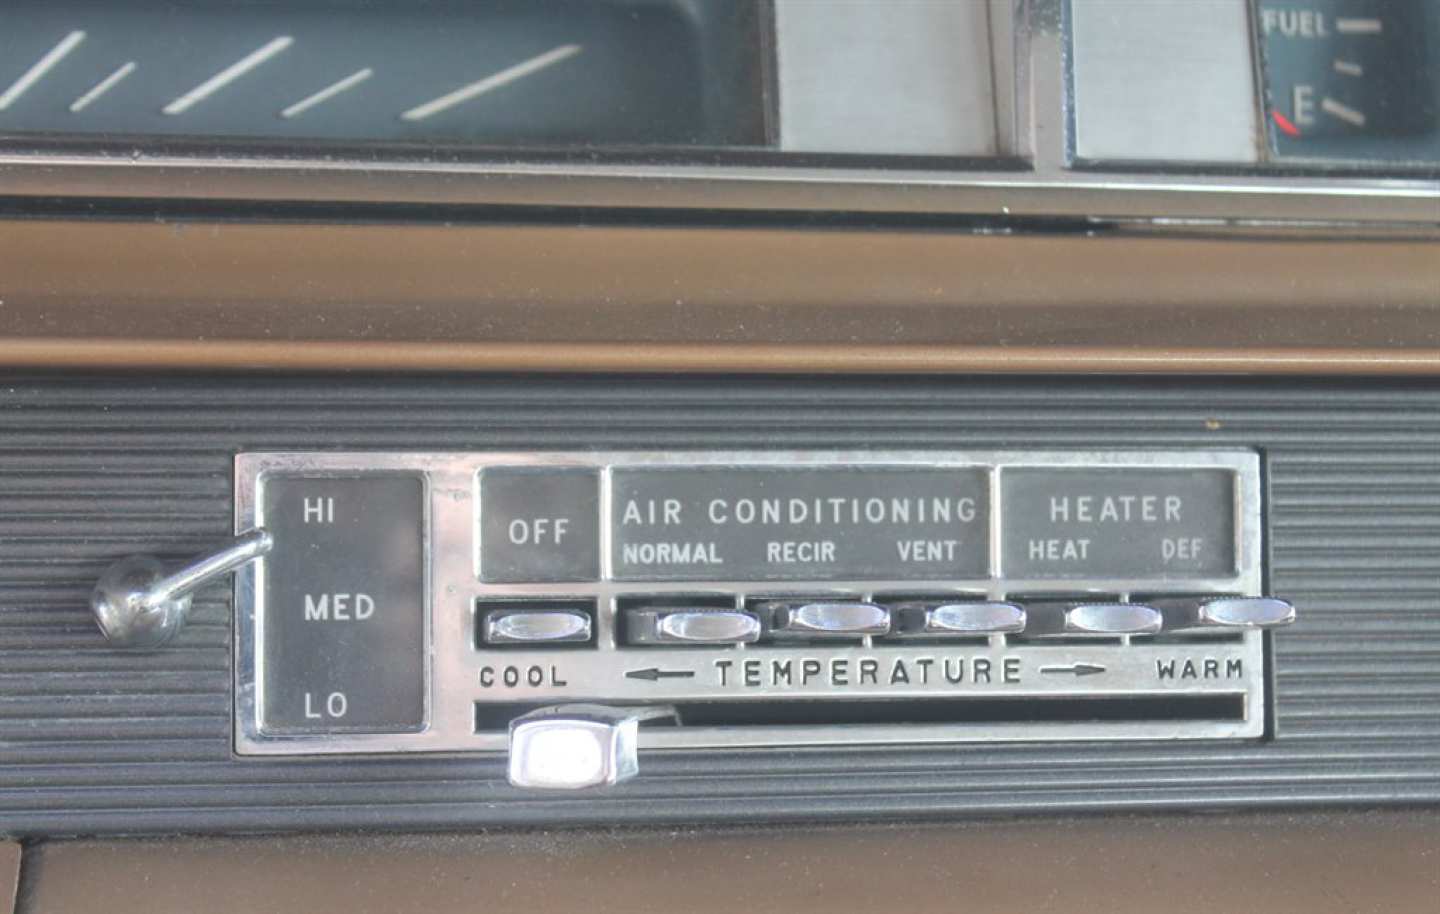 FUEL
E
HI
MED
LO
OFF
AIR CONDITIONING
NORMAL RECIR VENT
HEATER
HEAT DEF
COOL ← TEMPERATURE → WARM